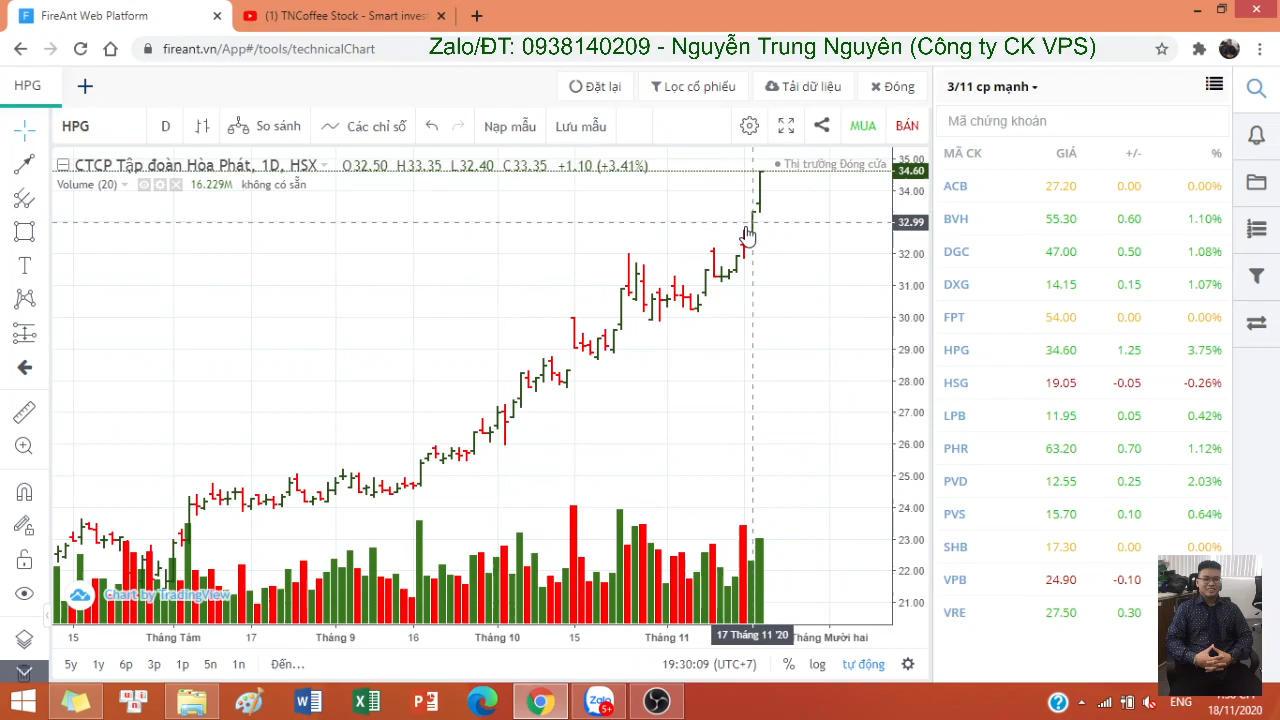 FireAnt Web Platform
(1) TNCoffee Stock - Smart invest
fireant.vn/App#/tools/technicalChart
Zalo/ĐT: 0938140209 - Nguyễn Trung Nguyên (Công ty CK VPS)
HPG
Đặt lại
Lọc cổ phiếu
Tải dữ liệu
Đóng
3/11 cp mạnh
HPG
D
So sánh
Các chỉ số
Nạp mẫu
Lưu mẫu
MUA
BÁN
Mã chứng khoán
CTCP Tập đoàn Hòa Phát, 1D, HSX
O32.50 H33.35 L32.40 C33.35 +1.10 (+3.41%)
Thị trường Đóng cửa
Volume (20)
16.229M không có sẵn
35.00
34.60
34.00
32.99
32.00
31.00
30.00
29.00
28.00
27.00
26.00
25.00
24.00
23.00
22.00
21.00
Chart by TradingView
15
Tháng Tám
17
Tháng 9
16
Tháng 10
15
Tháng 11
17 Tháng 11 '20
Tháng Mười hai
5y 1y 6p 3p 1p 5n 1n
Đến...
19:30:09 (UTC+7)
%
log
tự động
MÃ CK GIÁ +/- %
ACB 27.20 0.00 0.00%
BVH 55.30 0.60 1.10%
DGC 47.00 0.50 1.08%
DXG 14.15 0.15 1.07%
FPT 54.00 0.00 0.00%
HPG 34.60 1.25 3.75%
HSG 19.05 -0.05 -0.26%
LPB 11.95 0.05 0.42%
PHR 63.20 0.70 1.12%
PVD 12.55 0.25 2.03%
PVS 15.70 0.10 0.64%
SHB 17.30 0.00 0.00%
VPB 24.90 -0.10
VRE 27.50 0.30
Zalo
5+
ENG
18/11/2020